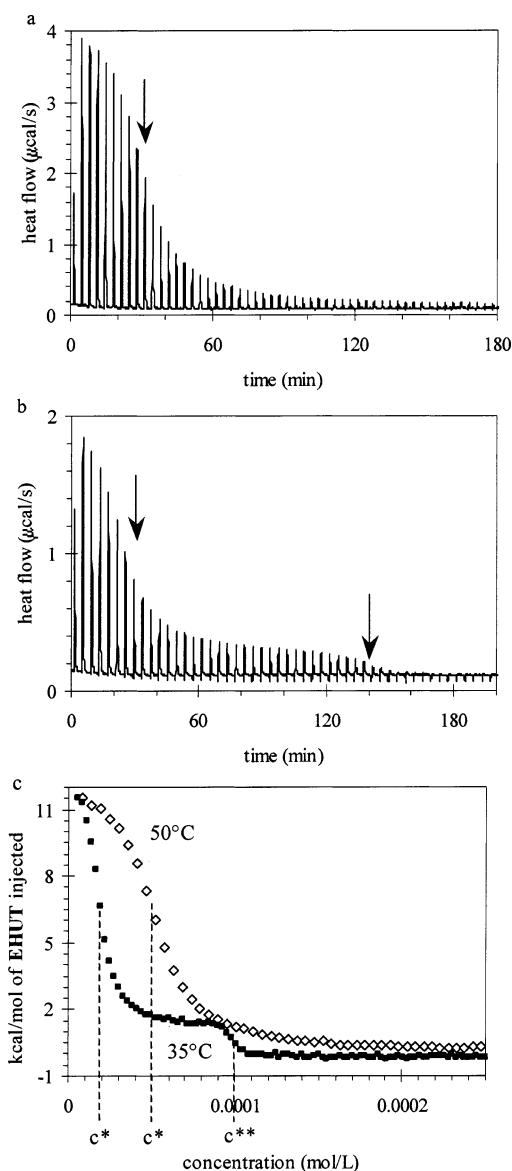 a
4
3
2
1
0
heat flow (μcal/s)
0 60 120 180
time (min)
b
2
1
0
heat flow (μcal/s)
0 60 120 180
time (min)
c
11
8
5
2
-1
kcal/mol of EHUT injected
50°C
35°C
0 0.0001 0.0002
c* c* c**
concentration (mol/L)